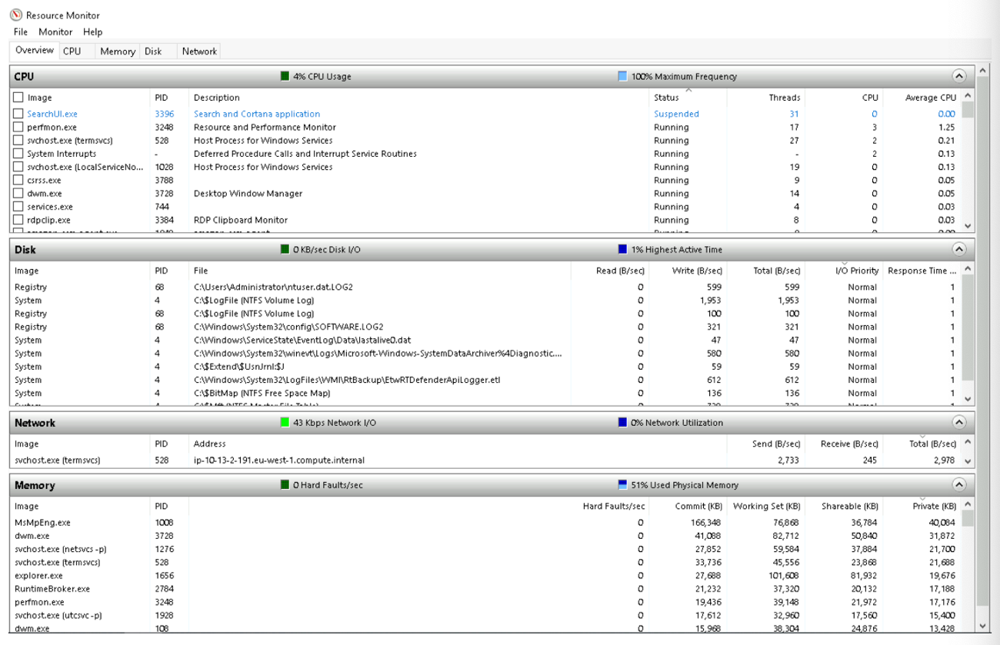 Resource Monitor
File Monitor Help
Overview CPU Memory Disk Network
CPU 4% CPU Usage 100% Maximum Frequency
Image PID Description Status Threads CPU Average CPU
SearchUI.exe 3396 Search and Cortana application Suspended 31 0 0.00
perfmon.exe 3248 Resource and Performance Monitor Running 17 3 1.25
svchost.exe (termsvcs) 528 Host Process for Windows Services Running 27 2 0.21
System Interrupts - Deferred Procedure Calls and Interrupt Service Routines Running - 2 0.13
svchost.exe (LocalServiceNo... 1028 Host Process for Windows Services Running 19 0 0.13
csrss.exe 3788 Running 9 0 0.05
dwm.exe 3728 Desktop Window Manager Running 14 0 0.05
services.exe 744 Running 4 0 0.03
rdpclip.exe 3384 RDP Clipboard Monitor Running 8 0 0.03
Disk 0 KB/sec Disk I/O 1% Highest Active Time
Image PID File Read (B/sec) Write (B/sec) Total (B/sec) I/O Priority Response Time ...
Registry 68 C:\Users\Administrator\ntuser.dat.LOG2 0 599 599 Normal 1
System 4 C:\$LogFile (NTFS Volume Log) 0 1,953 1,953 Normal 1
Registry 68 C:\$LogFile (NTFS Volume Log) 0 100 100 Normal 1
Registry 68 C:\Windows\System32\config\SOFTWARE.LOG2 0 321 321 Normal 1
System 4 C:\Windows\ServiceState\EventLog\Data\lastalive0.dat 0 47 47 Normal 1
System 4 C:\Windows\System32\winevt\Logs\Microsoft-Windows-SystemDataArchiver%4Diagnostic.... 0 580 580 Normal 1
System 4 C:\$Extend\$UsnJrnl:$J 0 59 59 Normal 1
System 4 C:\Windows\System32\LogFiles\WMI\RtBackup\EtwRTDefenderApiLogger.etl 0 612 612 Normal 1
System 4 C:\$BitMap (NTFS Free Space Map) 0 136 136 Normal 1
Network 43 Kbps Network I/O 0% Network Utilization
Image PID Address Send (B/sec) Receive (B/sec) Total (B/sec)
svchost.exe (termsvcs) 528 ip-10-13-2-191.eu-west-1.compute.internal 2,733 245 2,978
Memory 0 Hard Faults/sec 51% Used Physical Memory
Image PID Hard Faults/sec Commit (KB) Working Set (KB) Shareable (KB) Private (KB)
MsMpEng.exe 1008 0 166,348 76,868 36,784 40,084
dwm.exe 3728 0 41,088 82,712 50,840 31,872
svchost.exe (netsvcs -p) 1276 0 27,852 59,584 37,884 21,700
svchost.exe (termsvcs) 528 0 33,736 45,556 23,868 21,688
explorer.exe 1656 0 27,688 101,608 81,932 19,676
RuntimeBroker.exe 2784 0 21,232 37,320 20,132 17,188
perfmon.exe 3248 0 19,436 39,148 21,972 17,176
svchost.exe (utcsvc -p) 1928 0 17,612 32,960 17,560 15,400
dwm.exe 108 0 15,968 38,304 24,876 13,428